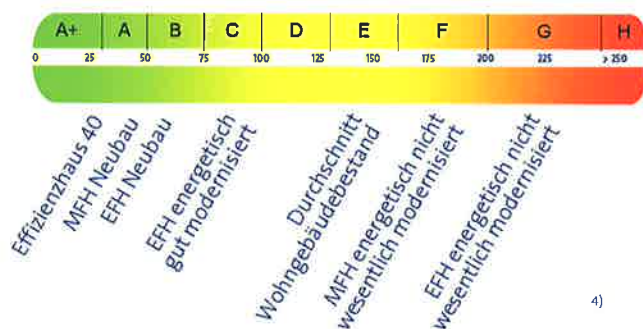 A+ A B C D E F G H
0 25 50 75 100 125 150 175 200 225 > 250
Effizienzhaus 40
MFH Neubau
EFH Neubau
EFH energetisch
gut modernisiert
Durchschnitt
Wohngebäudebestand
MFH energetisch nicht
wesentlich modernisiert
EFH energetisch nicht
wesentlich modernisiert
4)